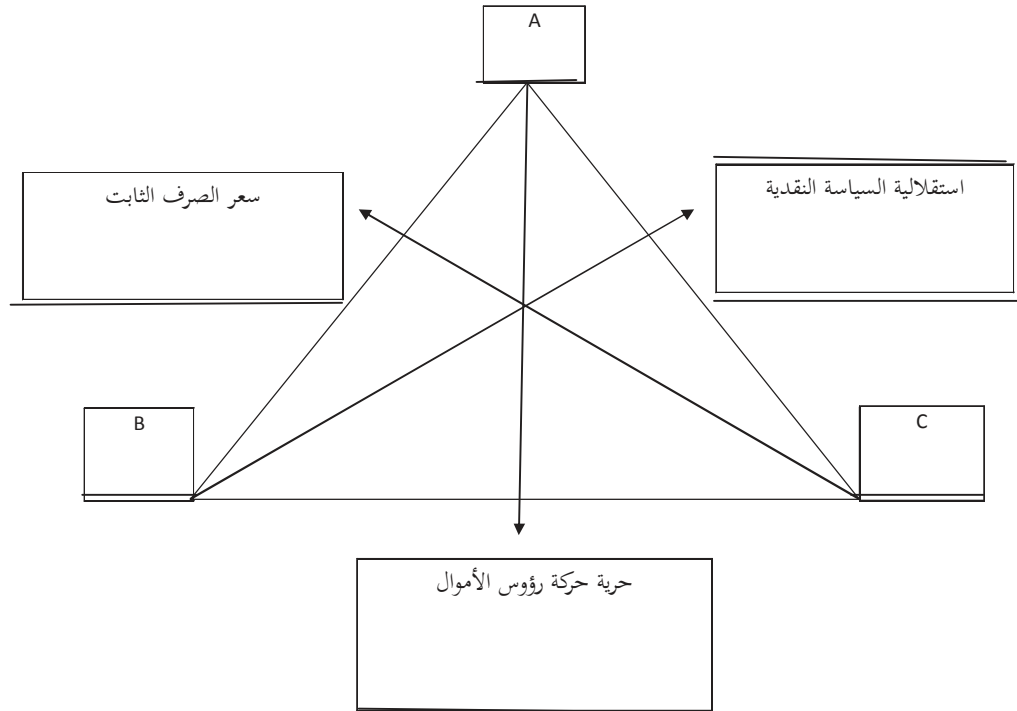 A
استقلالية السياسة النقدية
سعر الصرف الثابت
B
C
حرية حركة رؤوس الأموال